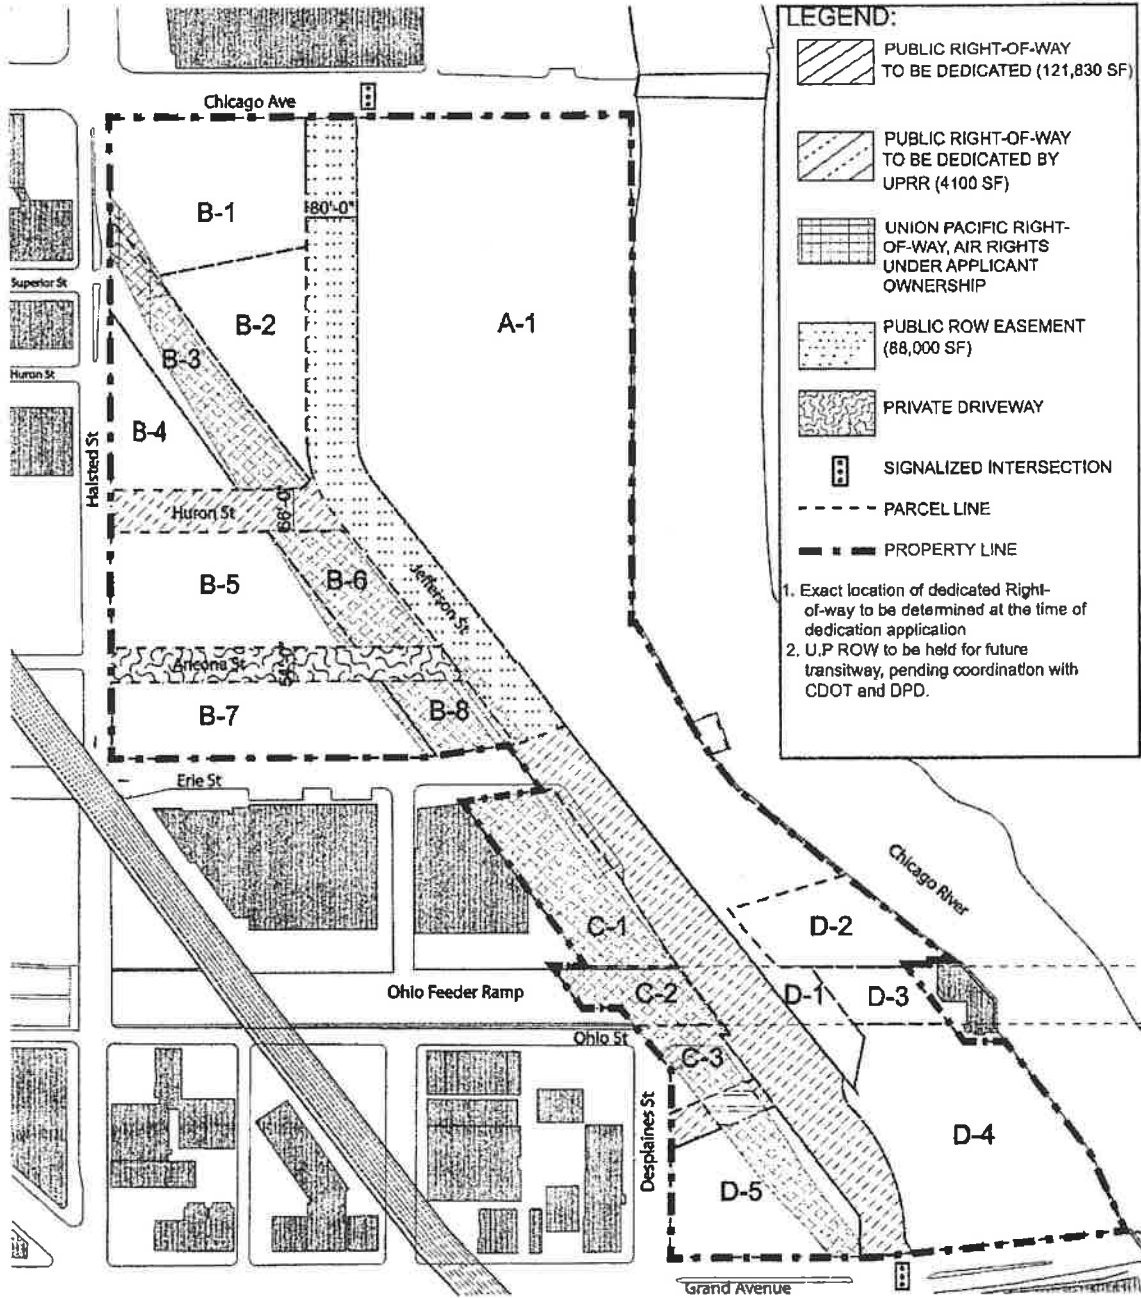 LEGEND:
PUBLIC RIGHT-OF-WAY
TO BE DEDICATED (121,830 SF)
PUBLIC RIGHT-OF-WAY
TO BE DEDICATED BY
UPRR (4100 SF)
UNION PACIFIC RIGHT-
OF-WAY, AIR RIGHTS
UNDER APPLICANT
OWNERSHIP
PUBLIC ROW EASEMENT
(88,000 SF)
PRIVATE DRIVEWAY
SIGNALIZED INTERSECTION
PARCEL LINE
PROPERTY LINE
1. Exact location of dedicated Right-
of-way to be determined at the time of
dedication application
2. U.P ROW to be held for future
transitway, pending coordination with
CDOT and DPD.
Chicago Ave
B-1
80'-0"
Superior St
B-2
A-1
B-3
Huron St
B-4
Halsted St
Huron St
66'-0"
B-5
B-6
Jefferson St
Ancona St
54'-0"
B-7
B-8
Erie St
Chicago River
C-1
D-2
Ohio Feeder Ramp
C-2
D-1
D-3
Ohio St
C-3
Desplaines St
D-4
D-5
Grand Avenue